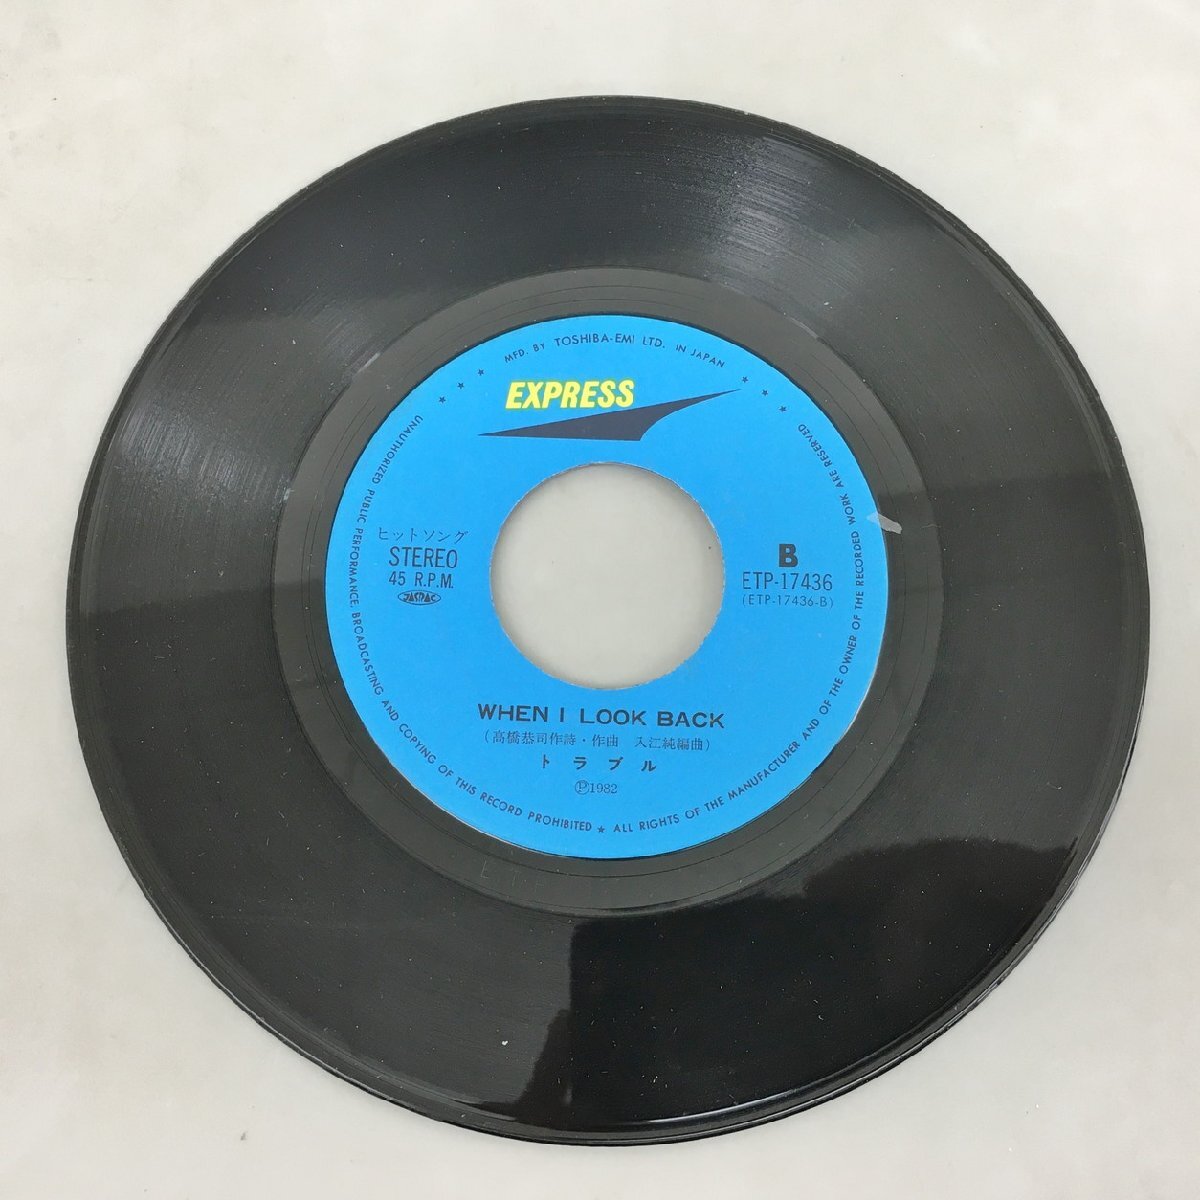 MFD. BY TOSHIBA-EMI LTD. IN JAPAN
EXPRESS
ヒットソング
STEREO
45 R.P.M.
JASRAC
B
ETP-17436
(ETP-17436-B)
WHEN I LOOK BACK
(高橋恭司作詩・作曲 入江純編曲)
トラブル
Ⓟ1982
UNAUTHORIZED PUBLIC PERFORMANCE, BROADCASTING AND COPYING OF THIS RECORD PROHIBITED ★ ALL RIGHTS OF THE MANUFACTURER AND OF THE OWNER OF THE RECORDED WORK ARE RESERVED